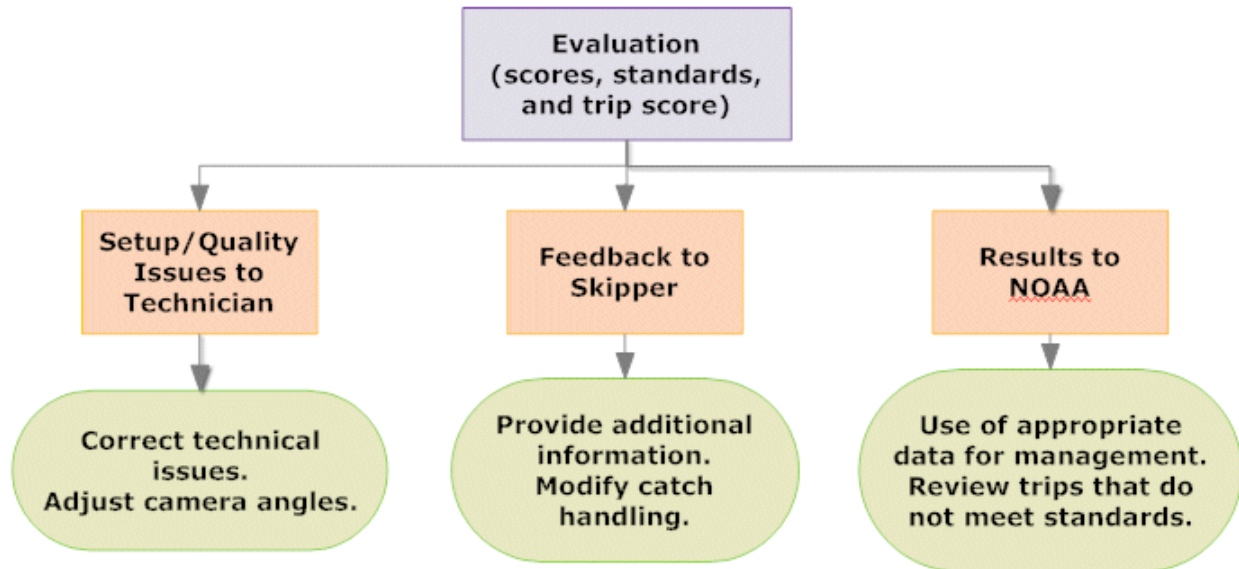 Evaluation
(scores, standards,
and trip score)
Setup/Quality
Issues to
Technician
Feedback to
Skipper
Results to
NOAA
Correct technical
issues.
Adjust camera angles.
Provide additional
information.
Modify catch
handling.
Use of appropriate
data for management.
Review trips that do
not meet standards.